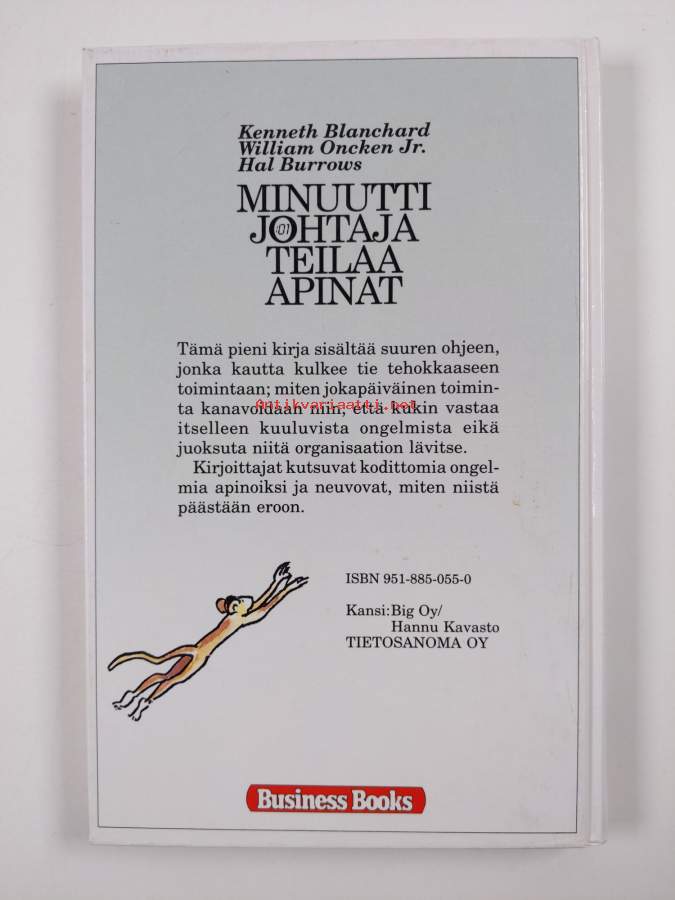 Kenneth Blanchard
William Oncken Jr.
Hal Burrows
MINUUTTI
JOHTAJA
:01
TEILAA
APINAT
Tämä pieni kirja sisältää suuren ohjeen,
jonka kautta kulkee tie tehokkaaseen
toimintaan; miten jokapäiväinen toimin-
ta kanavoidaan niin, että kukin vastaa
Antikvariaatti.net
itselleen kuuluvista ongelmista eikä
juoksuta niitä organisaation lävitse.
Kirjoittajat kutsuvat kodittomia ongel-
mia apinoiksi ja neuvovat, miten niistä
päästään eroon.
ISBN 951-885-055-0
Kansi: Big Oy/
Hannu Kavasto
TIETOSANOMA OY
Business Books